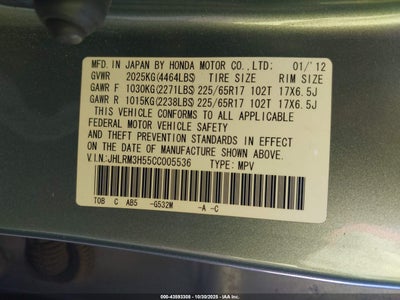 MFD.IN JAPAN BY HONDA MOTOR CO.,LTD: 01/'12
GVWR 2025KG(4464LBS) TIRE SIZE RIM SIZE
GAWR F 1030KG(2271LBS) 225/65R17 102T 17X6.5J
GAWR R 1015KG(2238LBS) 225/65R17 102T 17X6.5J
THIS VEHICLE CONFORMS TO ALL APPLICABLE
FEDERAL MOTOR VEHICLE SAFETY
AND THEFT PREVENTION STANDARDS IN EFFECT
ON THE DATE OF MANUFACTURE SHOWN ABOVE.
V.I.N.:JHLRM3H55CC005536 TYPE: MPV
TOB C AB5 -G532M -A -C
000-43593308 - 10/30/2025 - IAA Inc.